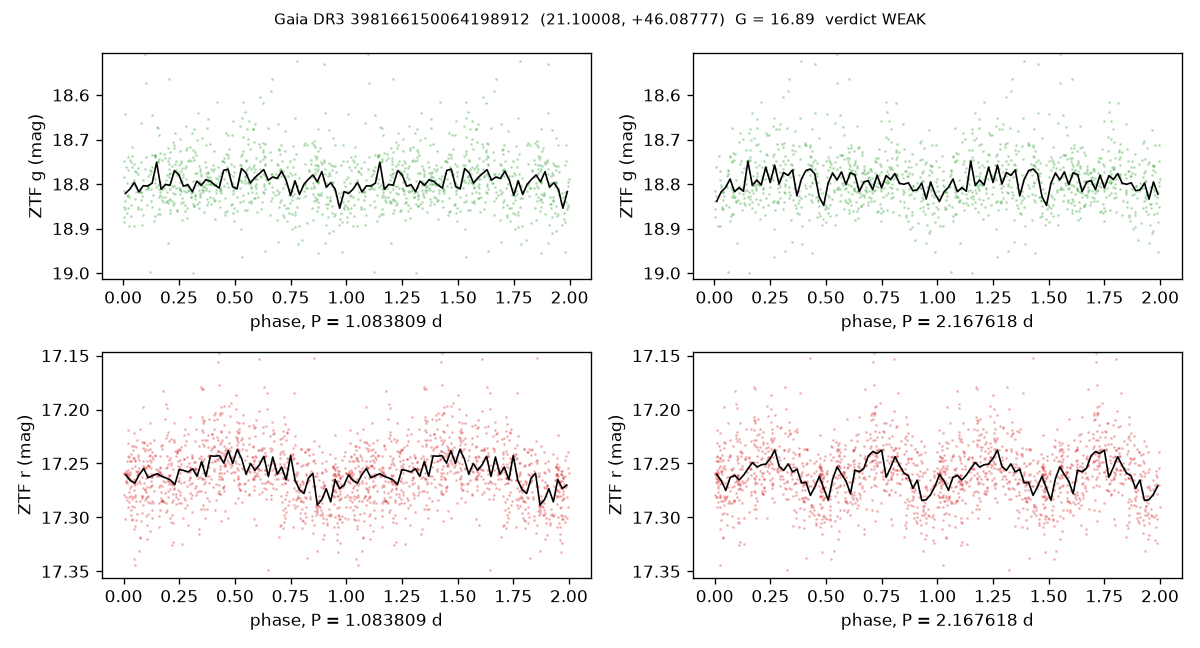 Gaia DR3 398166150064198912 (21.10008, +46.08777) G = 16.89 verdict WEAK
ZTF g (mag)
18.6
18.7
18.8
18.9
19.0
0.00 0.25 0.50 0.75 1.00 1.25 1.50 1.75 2.00
phase, P = 1.083809 d
ZTF g (mag)
18.6
18.7
18.8
18.9
19.0
0.00 0.25 0.50 0.75 1.00 1.25 1.50 1.75 2.00
phase, P = 2.167618 d
ZTF r (mag)
17.15
17.20
17.25
17.30
17.35
0.00 0.25 0.50 0.75 1.00 1.25 1.50 1.75 2.00
phase, P = 1.083809 d
ZTF r (mag)
17.15
17.20
17.25
17.30
17.35
0.00 0.25 0.50 0.75 1.00 1.25 1.50 1.75 2.00
phase, P = 2.167618 d